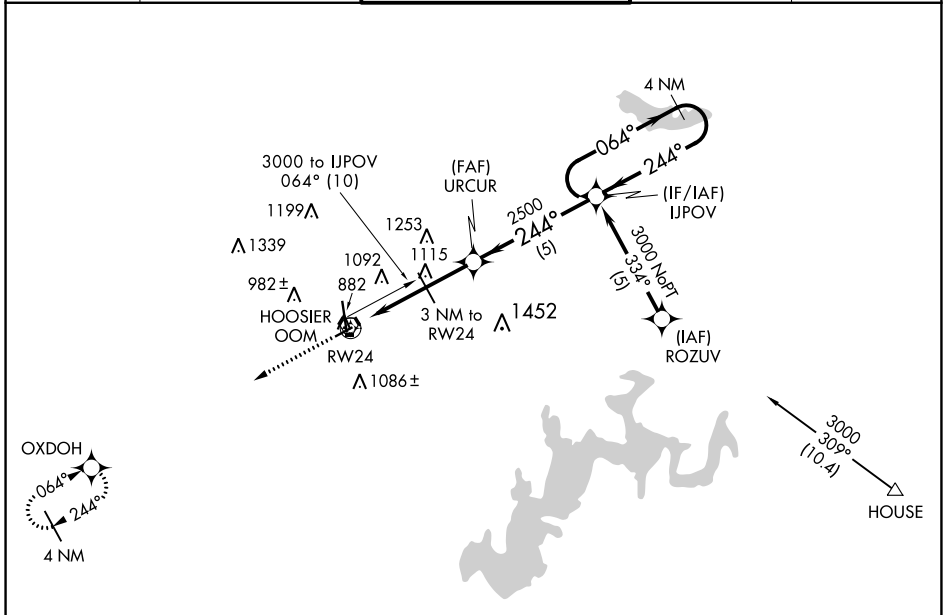 4 NM
064°
244°
(IF/IAF)
IJPOV
3000 to IJPOV
064° (10)
(FAF)
URCUR
2500
244°
(5)
3000 NoPT
334°
(5)
1199
1253
1339
1115
1092
982±
882
HOOSIER
OOM
3 NM to
RW24
1452
RW24
(IAF)
ROZUV
1086±
3000
309°
(10.4)
HOUSE
OXDOH
064°
244°
4 NM